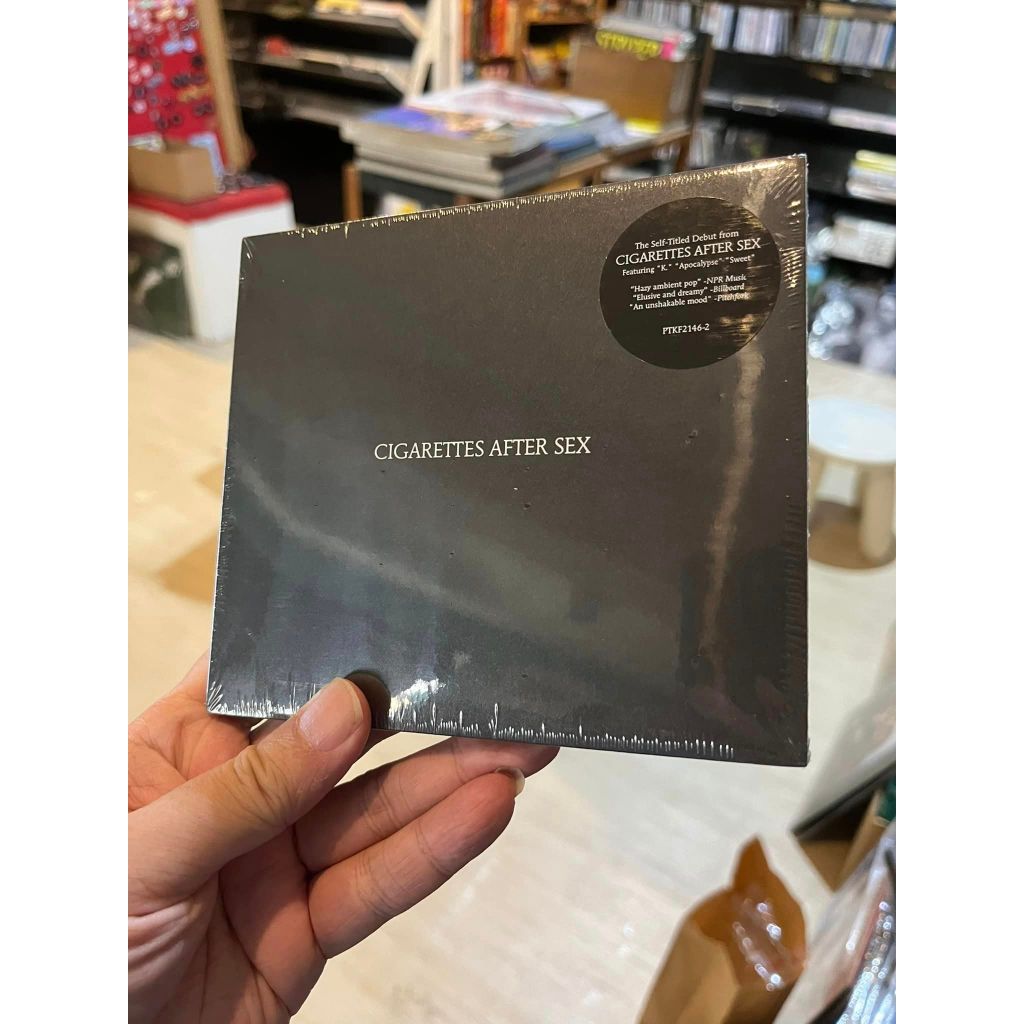 The Self-Titled Debut from
CIGARETTES AFTER SEX
Featuring "K." "Apocalypse" "Sweet"
"Hazy ambient pop" -NPR Music
"Elusive and dreamy" -Billboard
"An unshakable mood" -Pitchfork
PTKF2146-2
CIGARETTES AFTER SEX